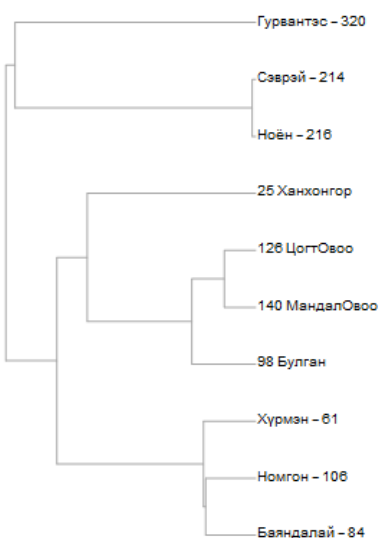 Гурвантэс – 320
Сэврэй – 214
Ноён – 216
25 Ханхонгор
126 ЦогтОвоо
140 МандалОвоо
98 Булган
Хүрмэн – 61
Номгон – 106
Баяндалай – 84